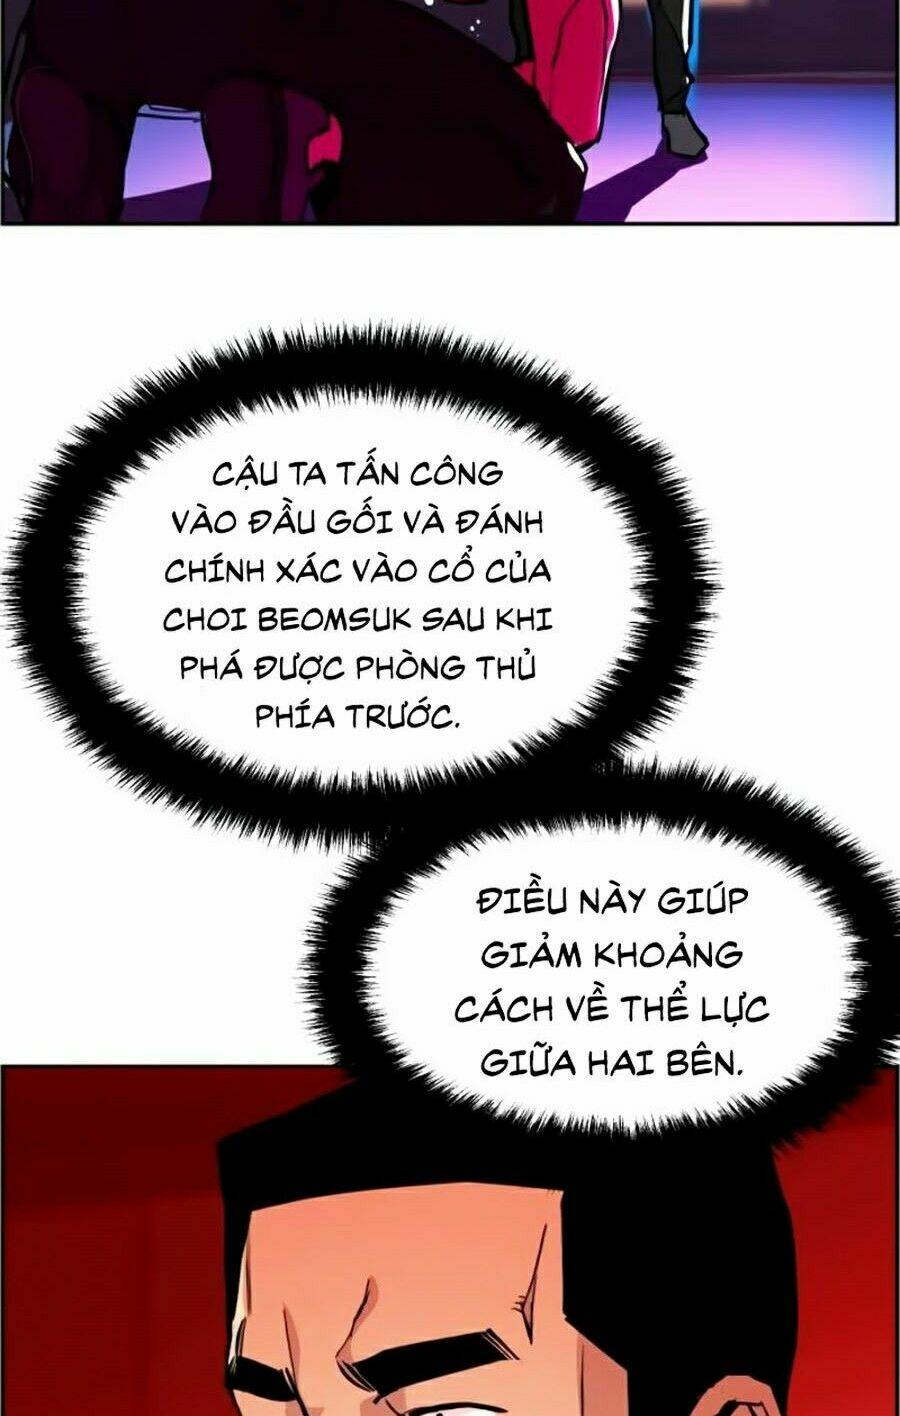 CẬU TA TẤN CÔNG
VÀO ĐẦU GỐI VÀ ĐÁNH
CHÍNH XÁC VÀO CỔ CỦA
CHOI BEOMSUK SAU KHI
PHÁ ĐƯỢC PHÒNG THỦ
PHÍA TRƯỚC.
ĐIỀU NÀY GIÚP
GIẢM KHOẢNG
CÁCH VỀ THỂ LỰC
GIỮA HAI BÊN.